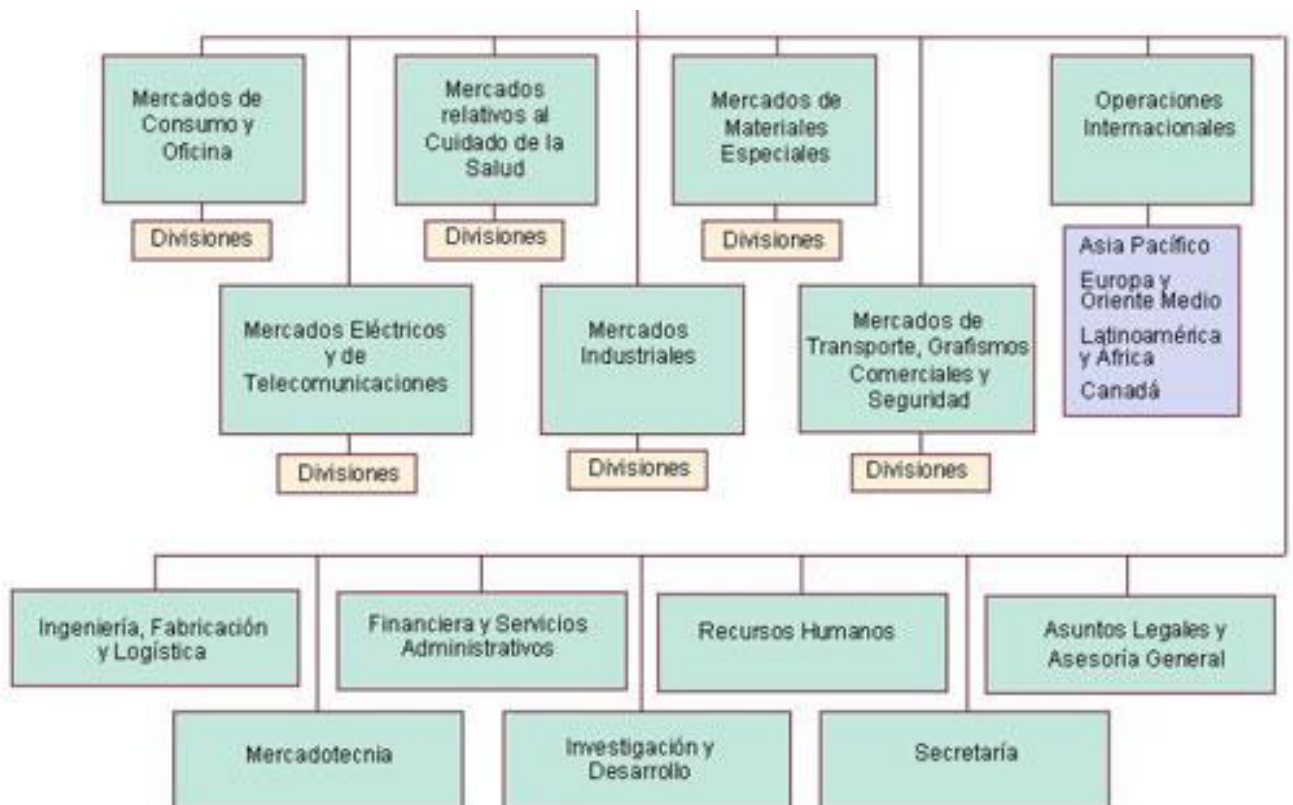 Mercados de
Consumo y
Oficina
Divisiones
Mercados
relativos al
Cuidado de la
Salud
Divisiones
Mercados de
Materiales
Especiales
Divisiones
Operaciones
Internacionales
Asia Pacífico
Europa y
Oriente Medio
Latinoamérica
y África
Canadá
Mercados Eléctricos
y de
Telecomunicaciones
Divisiones
Mercados
Industriales
Divisiones
Mercados de
Transporte, Grafismos
Comerciales y
Seguridad
Divisiones
Ingeniería, Fabricación
y Logística
Financiera y Servicios
Administrativos
Recursos Humanos
Asuntos Legales y
Asesoría General
Mercadotecnia
Investigación y
Desarrollo
Secretaría